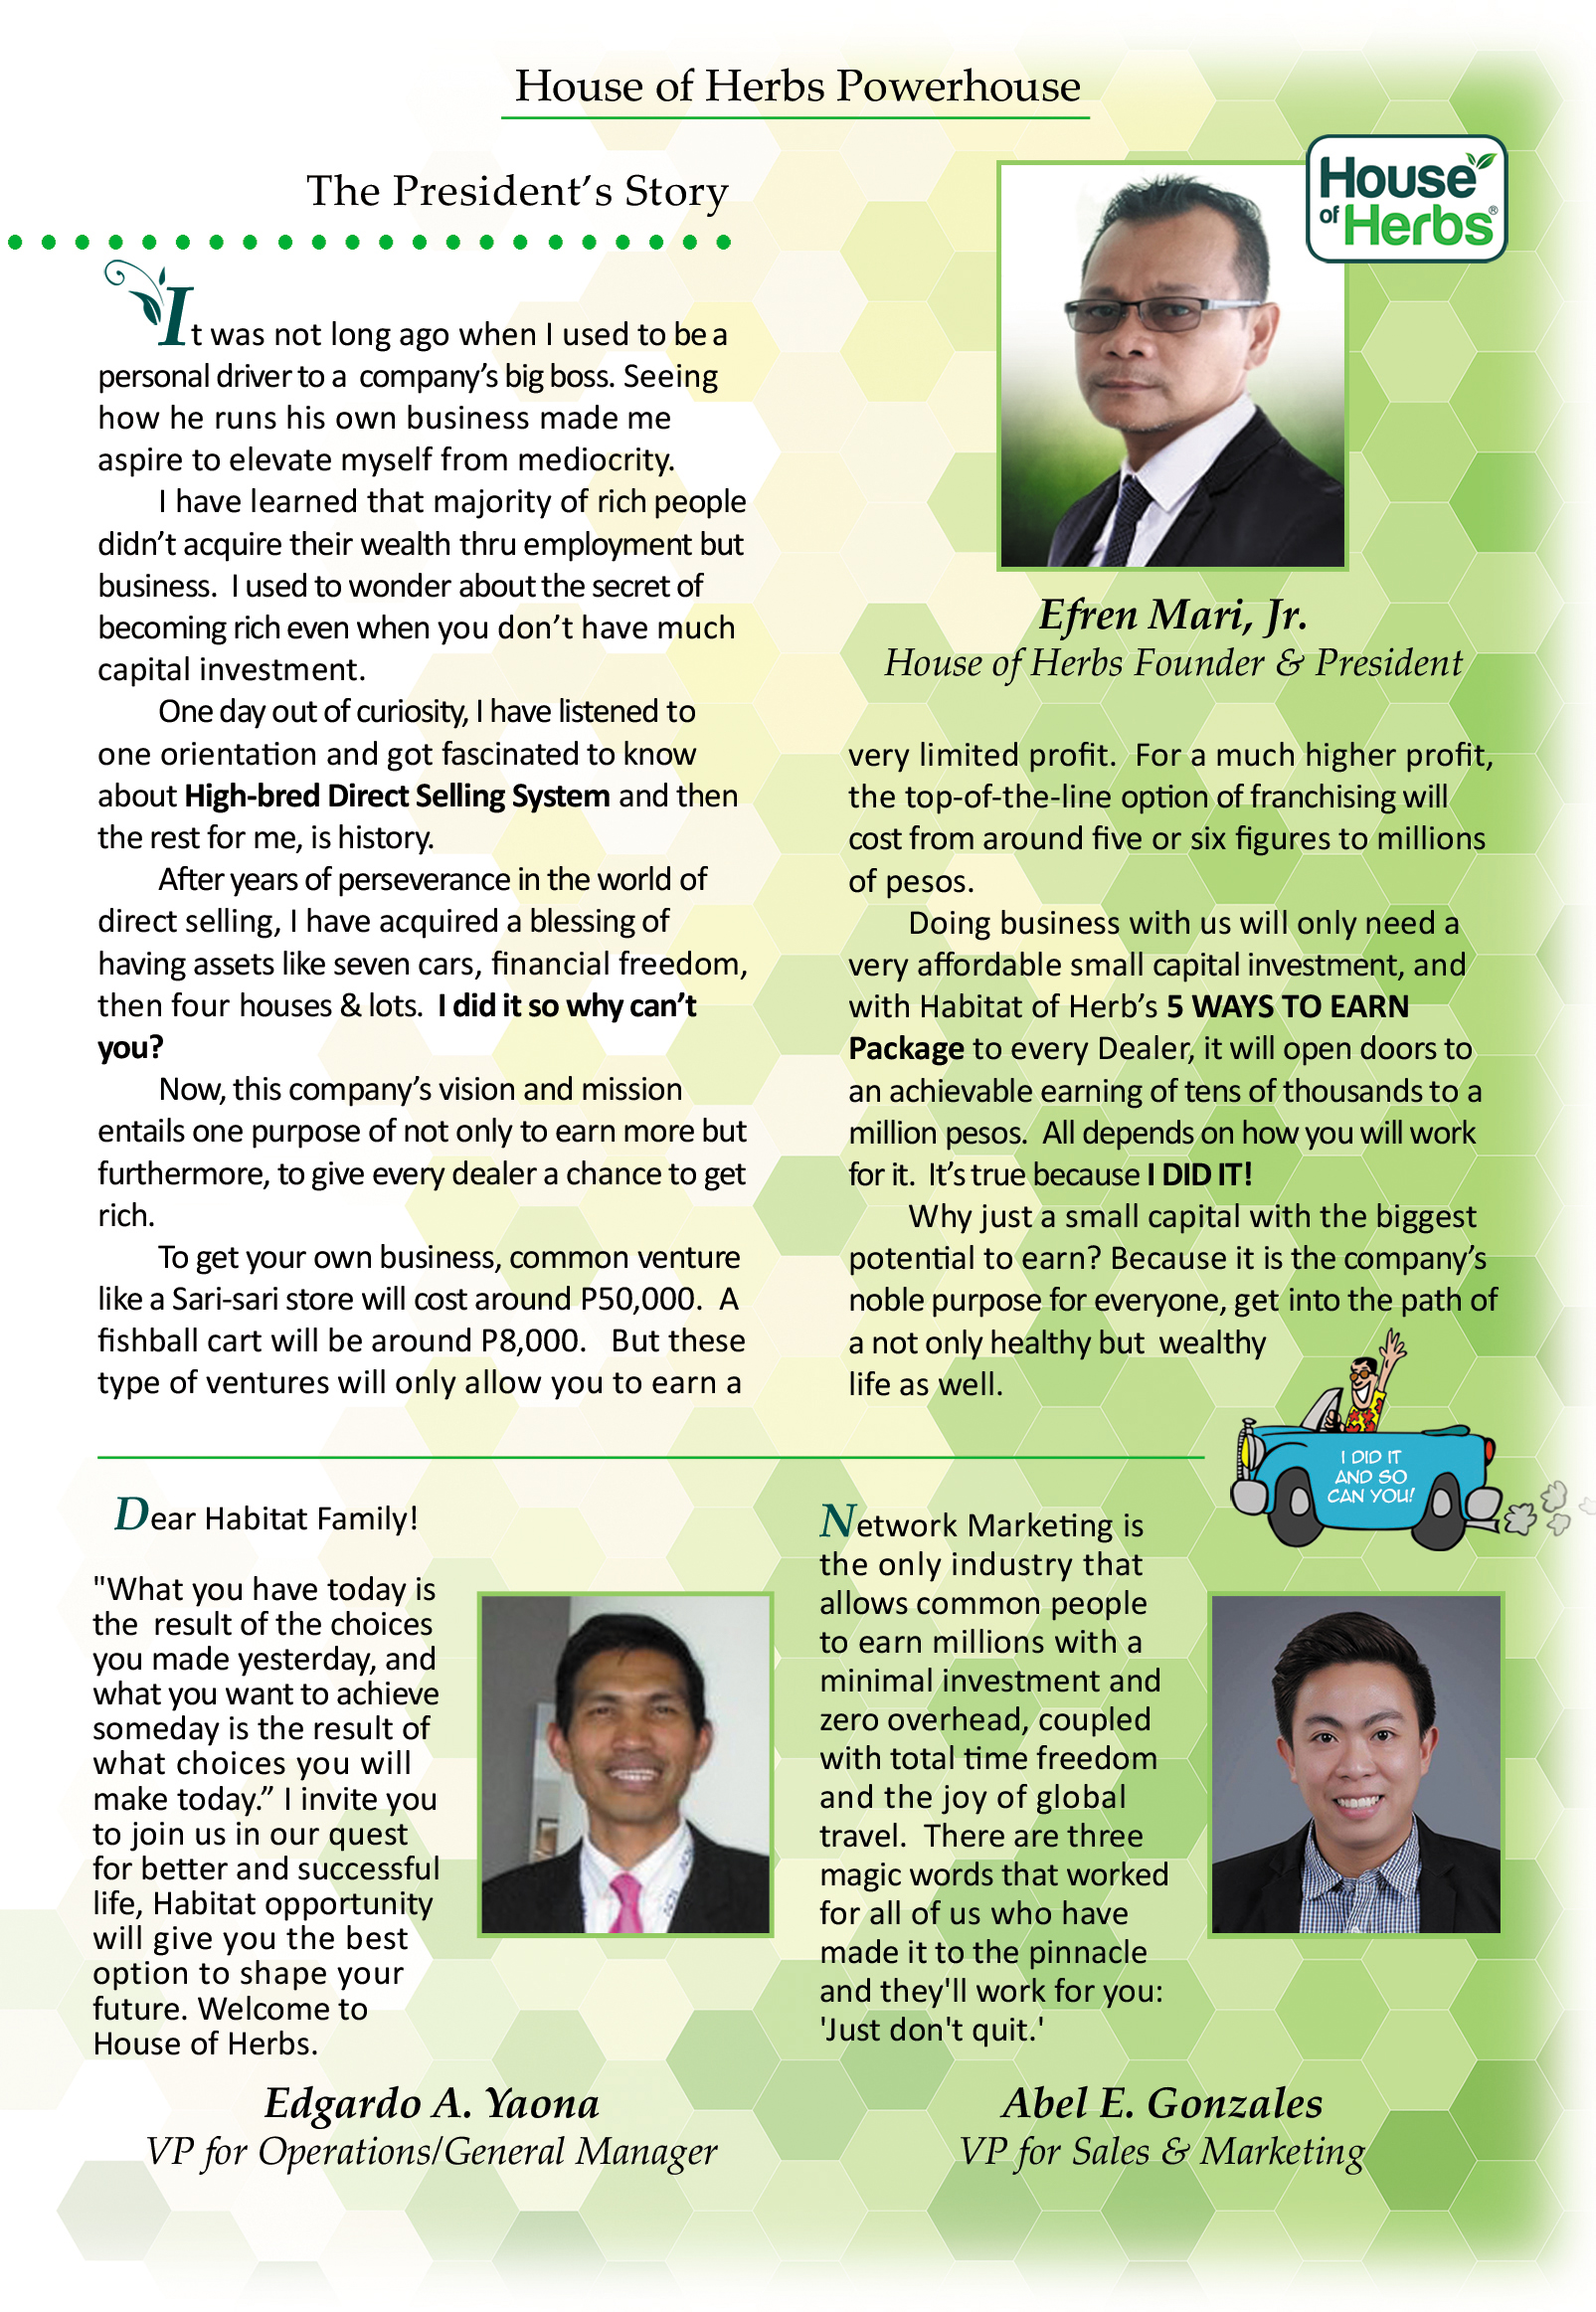 House of Herbs Powerhouse
The President’s Story
It was not long ago when I used to be a
personal driver to a company’s big boss. Seeing
how he runs his own business made me
aspire to elevate myself from mediocrity.
I have learned that majority of rich people
didn’t acquire their wealth thru employment but
business. I used to wonder about the secret of
becoming rich even when you don’t have much
capital investment.
One day out of curiosity, I have listened to
one orientation and got fascinated to know
about High-bred Direct Selling System and then
the rest for me, is history.
After years of perseverance in the world of
direct selling, I have acquired a blessing of
having assets like seven cars, financial freedom,
then four houses & lots. I did it so why can’t
you?
Now, this company’s vision and mission
entails one purpose of not only to earn more but
furthermore, to give every dealer a chance to get
rich.
To get your own business, common venture
like a Sari-sari store will cost around P50,000. A
fishball cart will be around P8,000. But these
type of ventures will only allow you to earn a
House
of Herbs®
Efren Mari, Jr.
House of Herbs Founder & President
very limited profit. For a much higher profit,
the top-of-the-line option of franchising will
cost from around five or six figures to millions
of pesos.
Doing business with us will only need a
very affordable small capital investment, and
with Habitat of Herb’s 5 WAYS TO EARN
Package to every Dealer, it will open doors to
an achievable earning of tens of thousands to a
million pesos. All depends on how you will work
for it. It’s true because I DID IT!
Why just a small capital with the biggest
potential to earn? Because it is the company’s
noble purpose for everyone, get into the path of
a not only healthy but wealthy
life as well.
I DID IT
AND SO
CAN YOU!
Dear Habitat Family!
"What you have today is
the result of the choices
you made yesterday, and
what you want to achieve
someday is the result of
what choices you will
make today.” I invite you
to join us in our quest
for better and successful
life, Habitat opportunity
will give you the best
option to shape your
future. Welcome to
House of Herbs.
Edgardo A. Yaona
VP for Operations/General Manager
Network Marketing is
the only industry that
allows common people
to earn millions with a
minimal investment and
zero overhead, coupled
with total time freedom
and the joy of global
travel. There are three
magic words that worked
for all of us who have
made it to the pinnacle
and they'll work for you:
'Just don't quit.'
Abel E. Gonzales
VP for Sales & Marketing